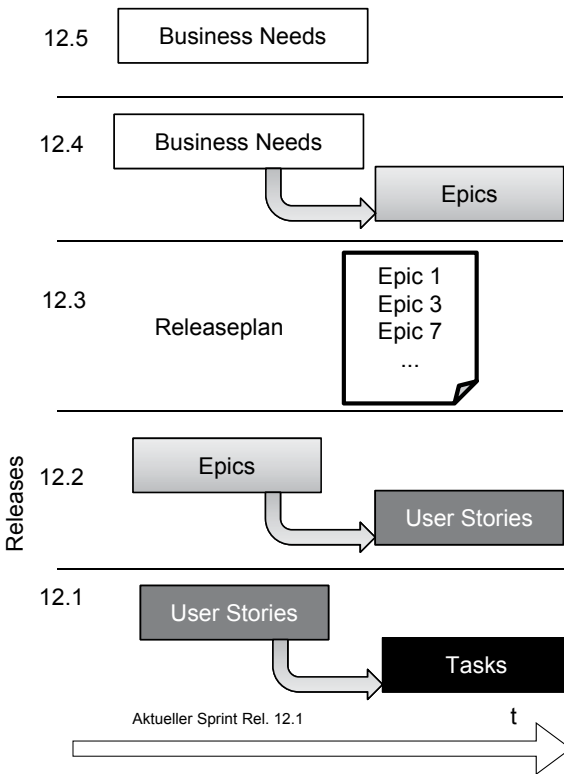 12.5
Business Needs
12.4
Business Needs
Epics
12.3
Releaseplan
Epic 1
Epic 3
Epic 7
...
Releases
12.2
Epics
User Stories
12.1
User Stories
Tasks
Aktueller Sprint Rel. 12.1
t